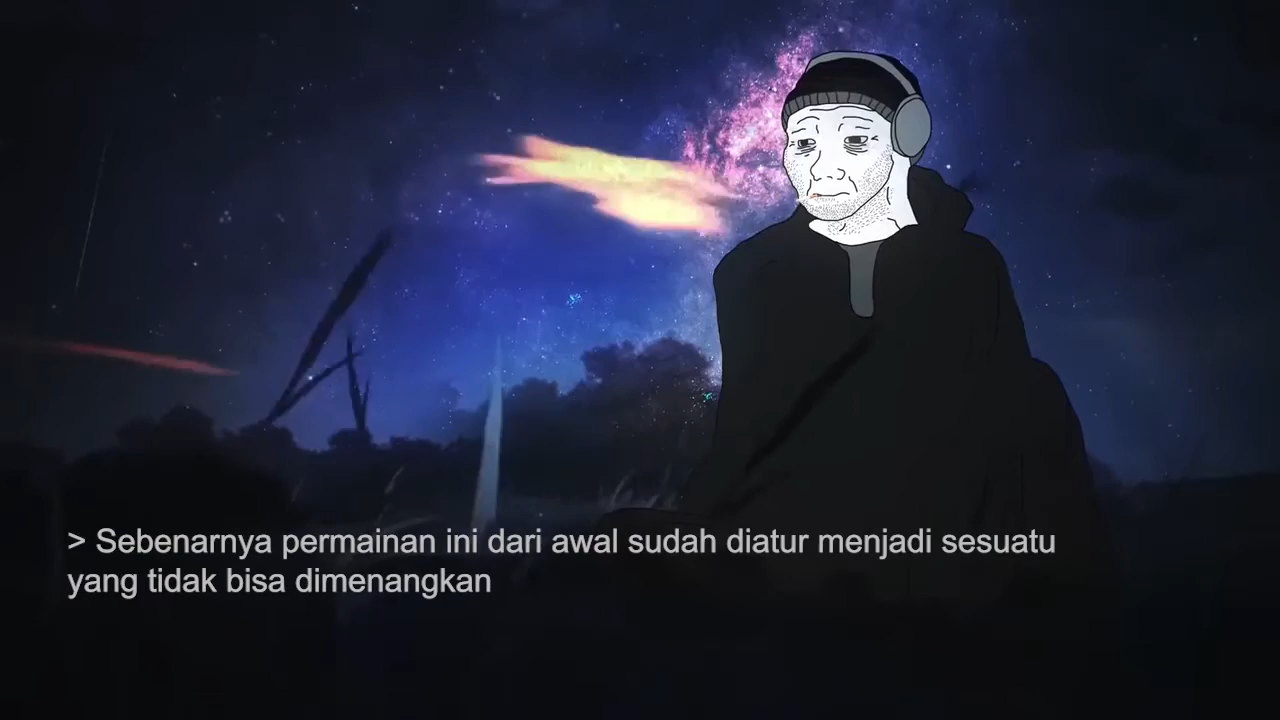 > Sebenarnya permainan ini dari awal sudah diatur menjadi sesuatu
yang tidak bisa dimenangkan